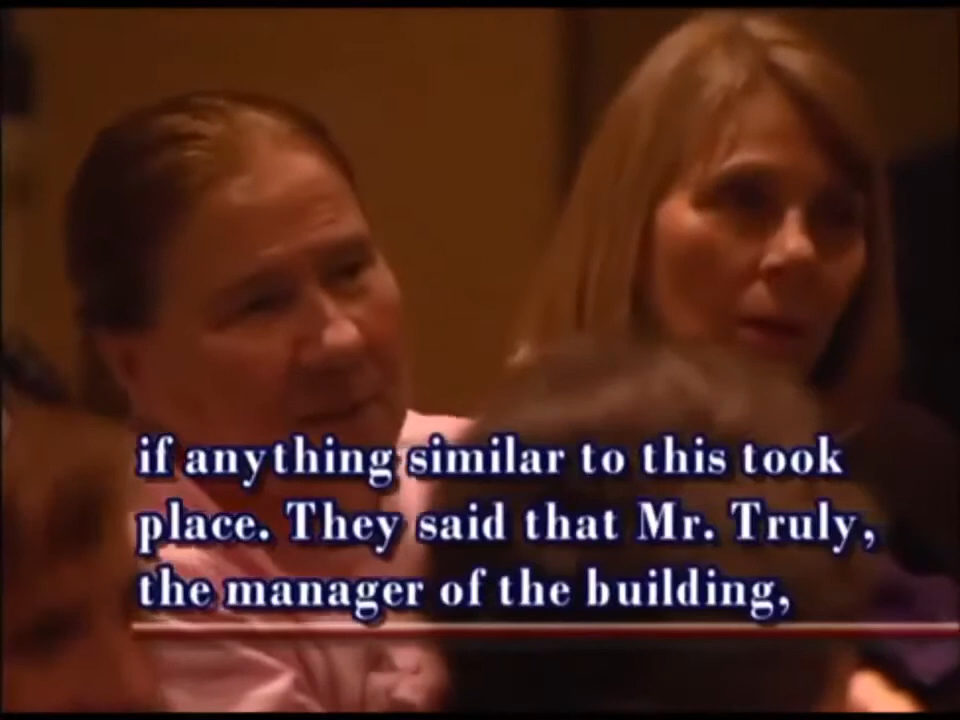 if anything similar to this took
place. They said that Mr. Truly,
the manager of the building,